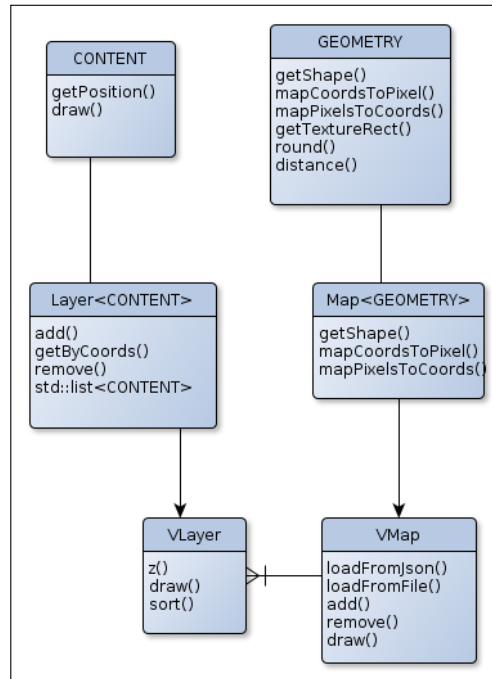 CONTENT
getPosition()
draw()
GEOMETRY
getShape()
mapCoordsToPixel()
mapPixelsToCoords()
getTextureRect()
round()
distance()
Layer<CONTENT>
add()
getByCoords()
remove()
std::list<CONTENT>
Map<GEOMETRY>
getShape()
mapCoordsToPixel()
mapPixelsToCoords()
VLayer
z()
draw()
sort()
VMap
loadFromJson()
loadFromFile()
add()
remove()
draw()